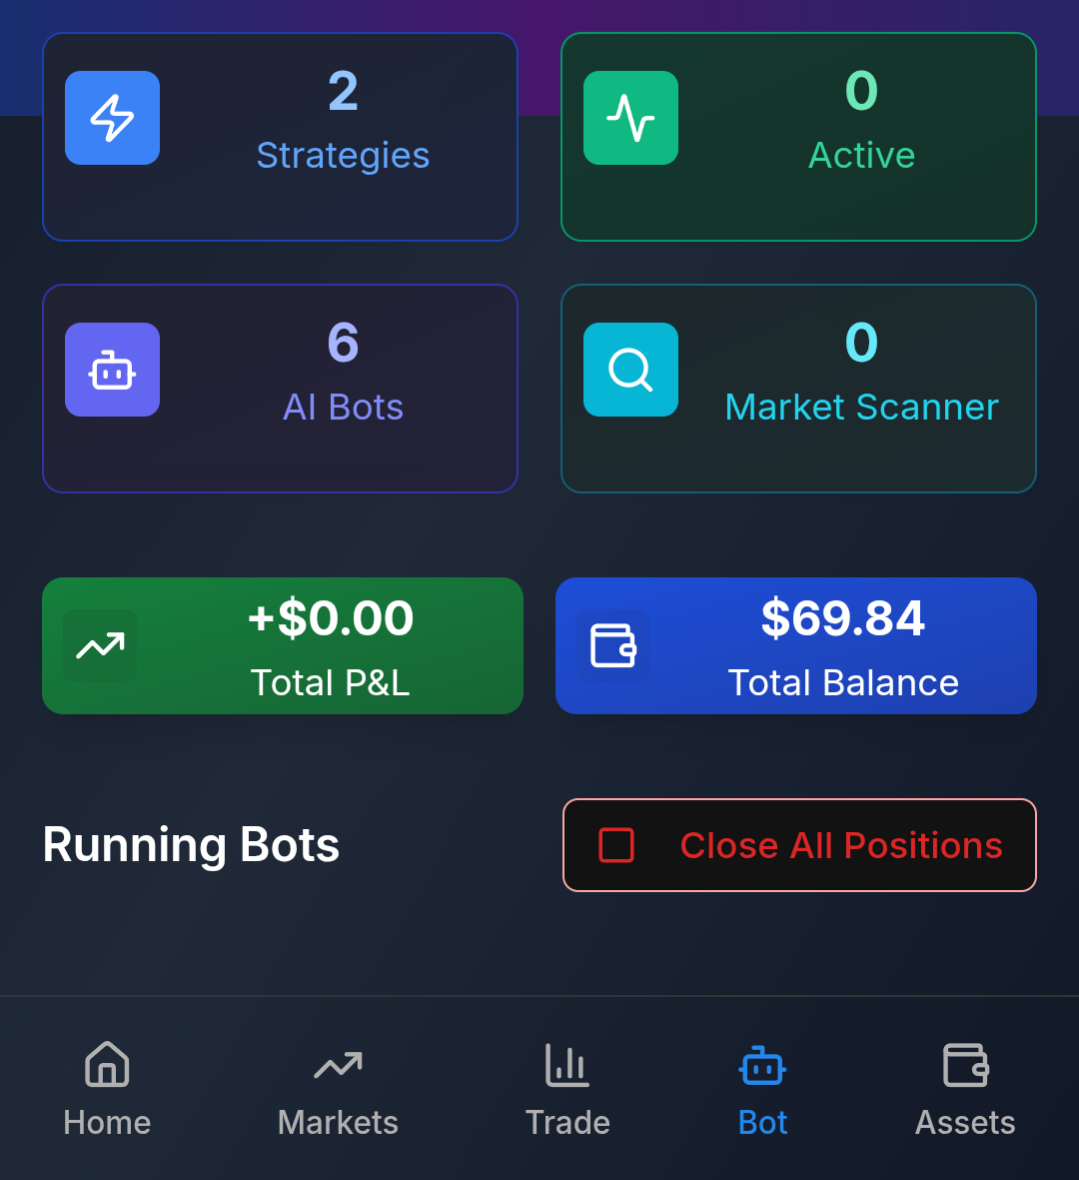 2
Strategies
0
Active
6
AI Bots
0
Market Scanner
+$0.00
Total P&L
$69.84
Total Balance
Running Bots
Close All Positions
Home
Markets
Trade
Bot
Assets